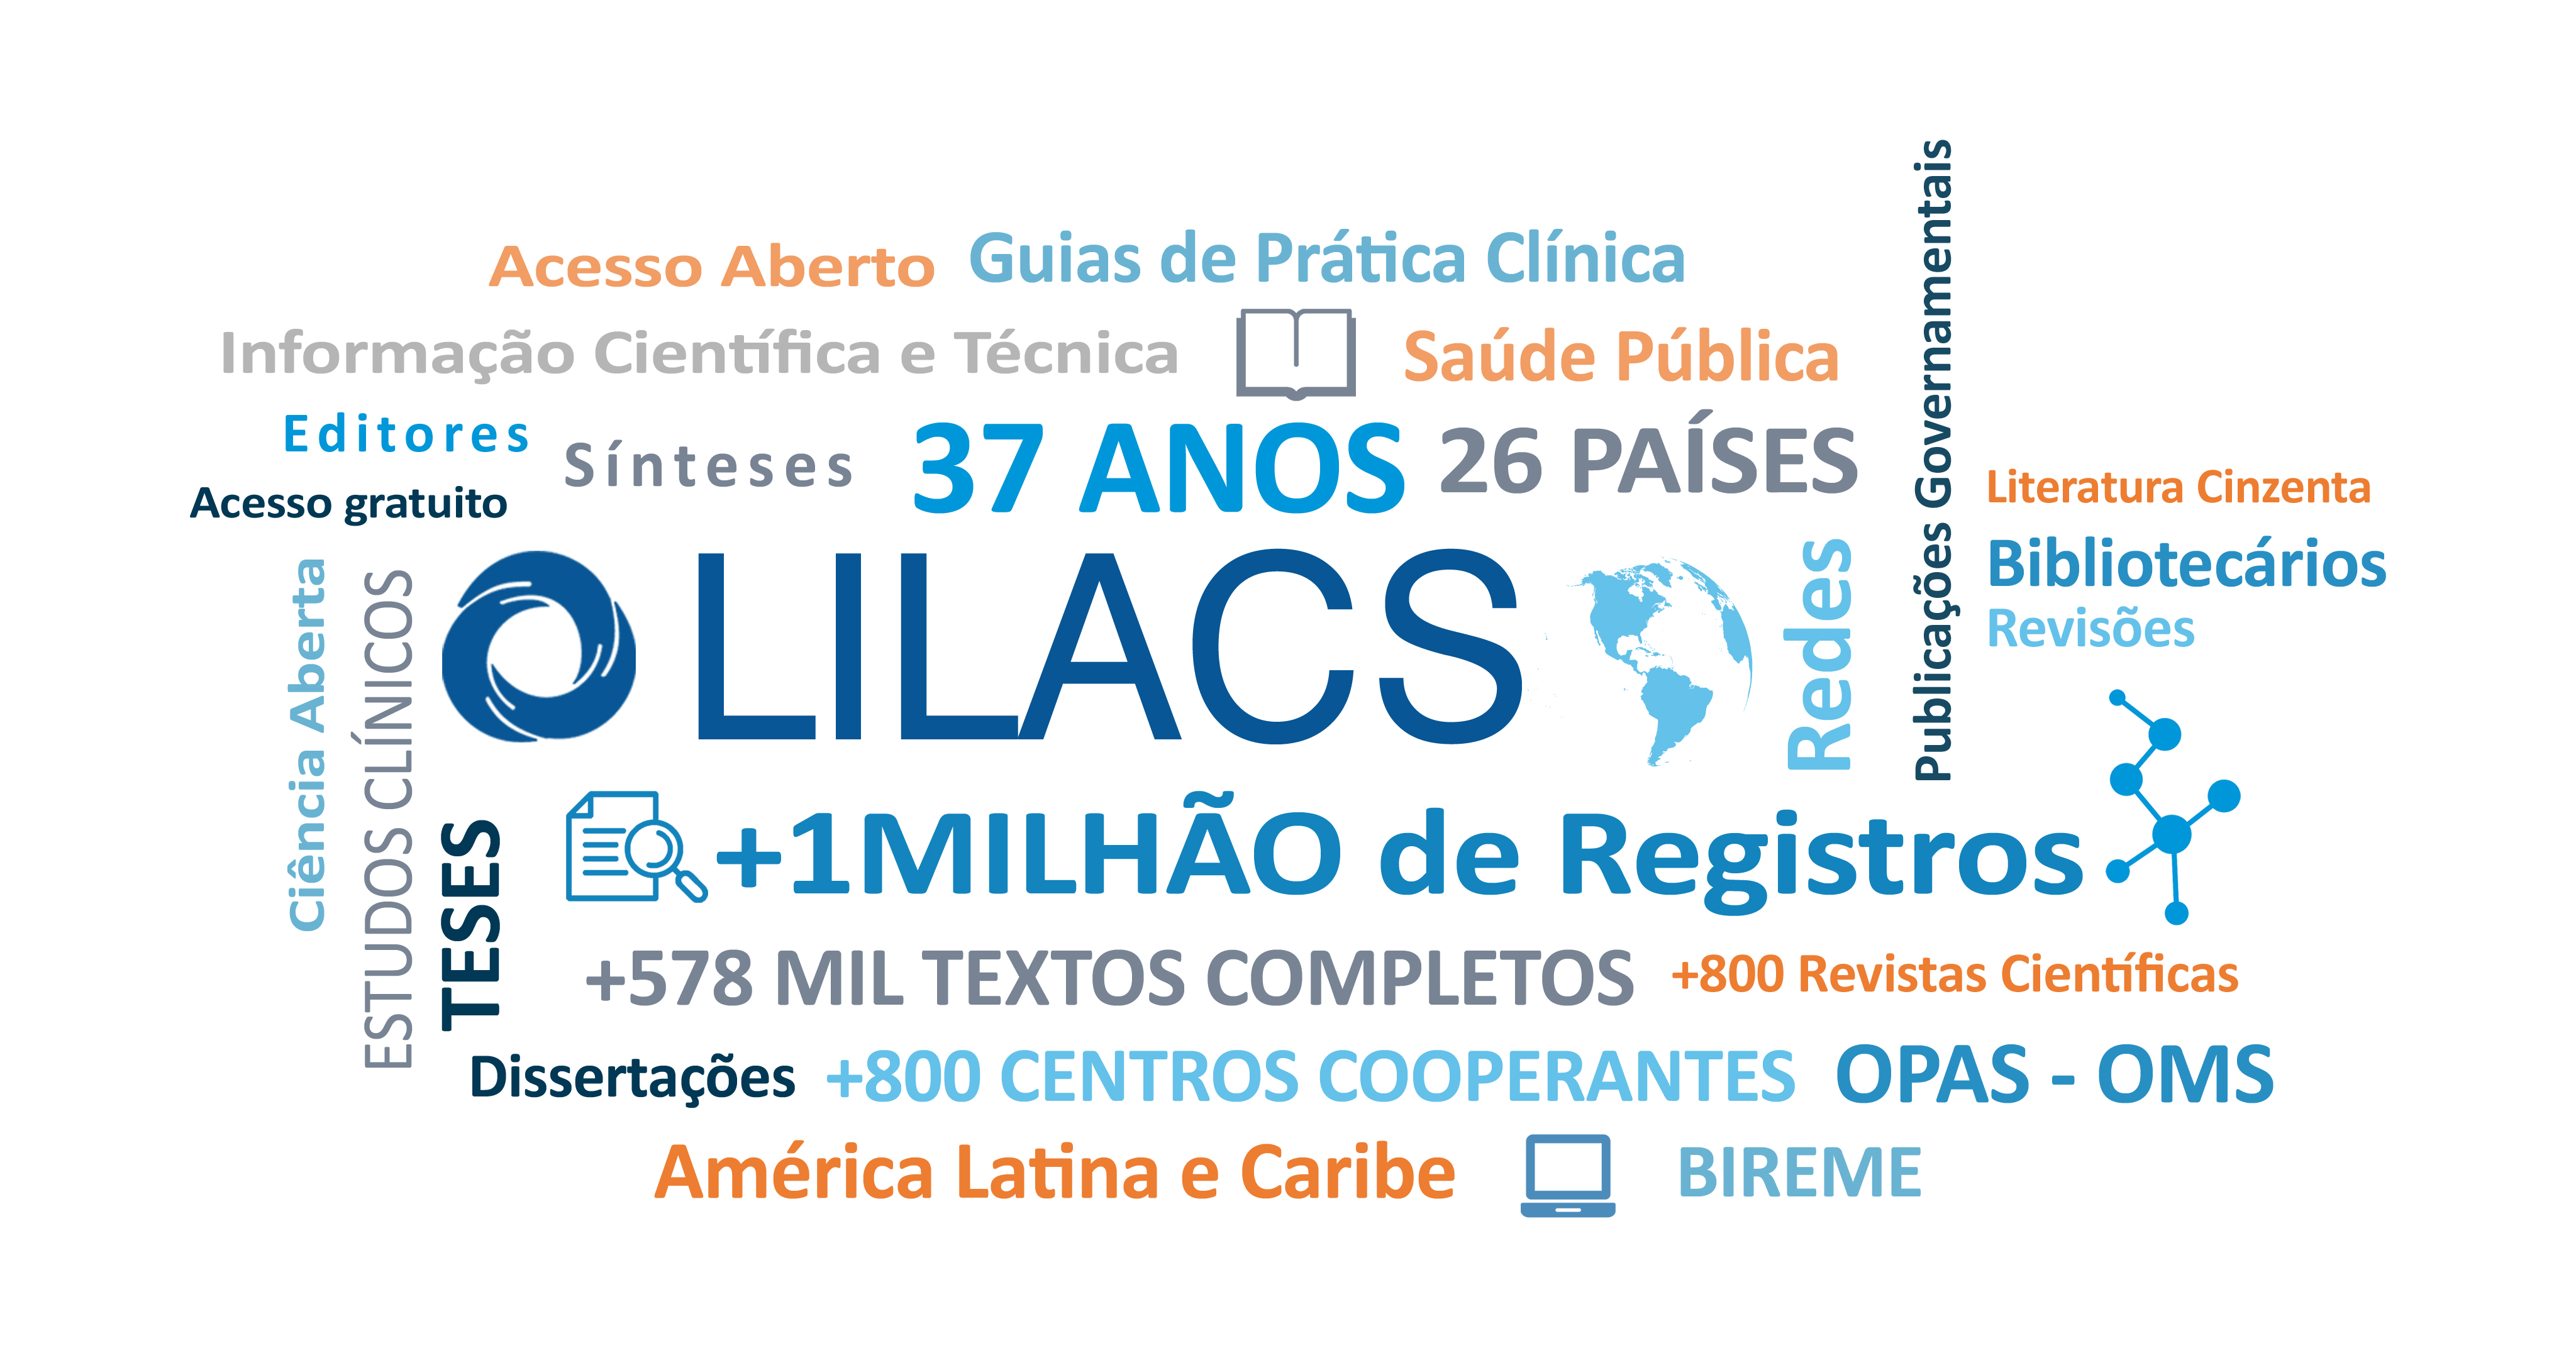 Acesso Aberto
Guias de Prática Clínica
Informação Científica e Técnica
Saúde Pública
Editores
Sínteses
37 ANOS
26 PAÍSES
Acesso gratuito
Publicações Governamentais
Literatura Cinzenta
Bibliotecários
Revisões
Ciência Aberta
ESTUDOS CLÍNICOS
LILACS
Redes
TESES
+1MILHÃO de Registros
+578 MIL TEXTOS COMPLETOS
+800 Revistas Científicas
Dissertações
+800 CENTROS COOPERANTES
OPAS - OMS
América Latina e Caribe
BIREME